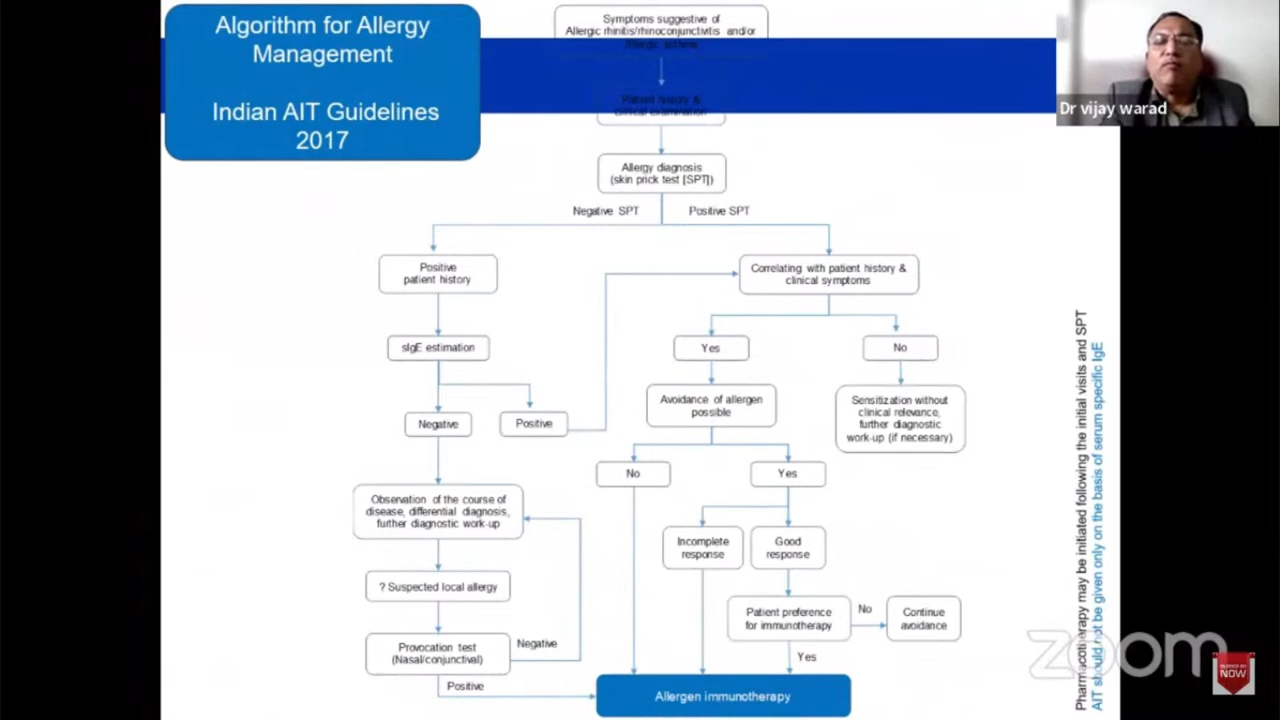 Algorithm for Allergy
Management
Indian AIT Guidelines
2017
Symptoms suggestive of
Allergic rhinitis/rhinoconjunctivitis and/or
Allergic asthma
Patient history &
clinical examination
Allergy diagnosis
(skin prick test [SPT])
Negative SPT
Positive SPT
Positive
patient history
Correlating with patient history &
clinical symptoms
sIgE estimation
Yes
No
Negative
Positive
Avoidance of allergen
possible
Sensitization without
clinical relevance,
further diagnostic
work-up (if necessary)
No
Yes
Observation of the course of
disease, differential diagnosis,
further diagnostic work-up
Incomplete
response
Good
response
? Suspected local allergy
Patient preference
for immunotherapy
No
Continue
avoidance
Provocation test
(Nasal/conjunctival)
Negative
Yes
Positive
Allergen immunotherapy
Pharmacotherapy may be initiated following the initial visits and SPT
AIT should not be given only on the basis of serum specific IgE
Dr vijay warad
zoom
NOW